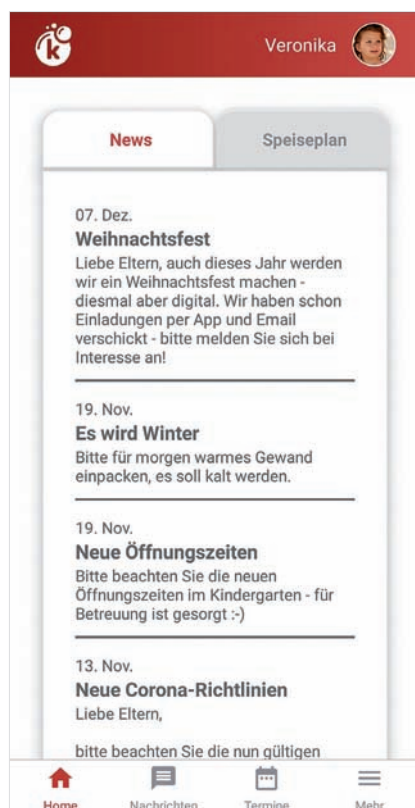 k
Veronika
News
Speiseplan
07. Dez.
Weihnachtsfest
Liebe Eltern, auch dieses Jahr werden
wir ein Weihnachtsfest machen -
diesmal aber digital. Wir haben schon
Einladungen per App und Email
verschickt - bitte melden Sie sich bei
Interesse an!
19. Nov.
Es wird Winter
Bitte für morgen warmes Gewand
einpacken, es soll kalt werden.
19. Nov.
Neue Öffnungszeiten
Bitte beachten Sie die neuen
Öffnungszeiten im Kindergarten - für
Betreuung ist gesorgt :-)
13. Nov.
Neue Corona-Richtlinien
Liebe Eltern,
bitte beachten Sie die nun gültigen
Home
Nachrichten
Termine
Mehr